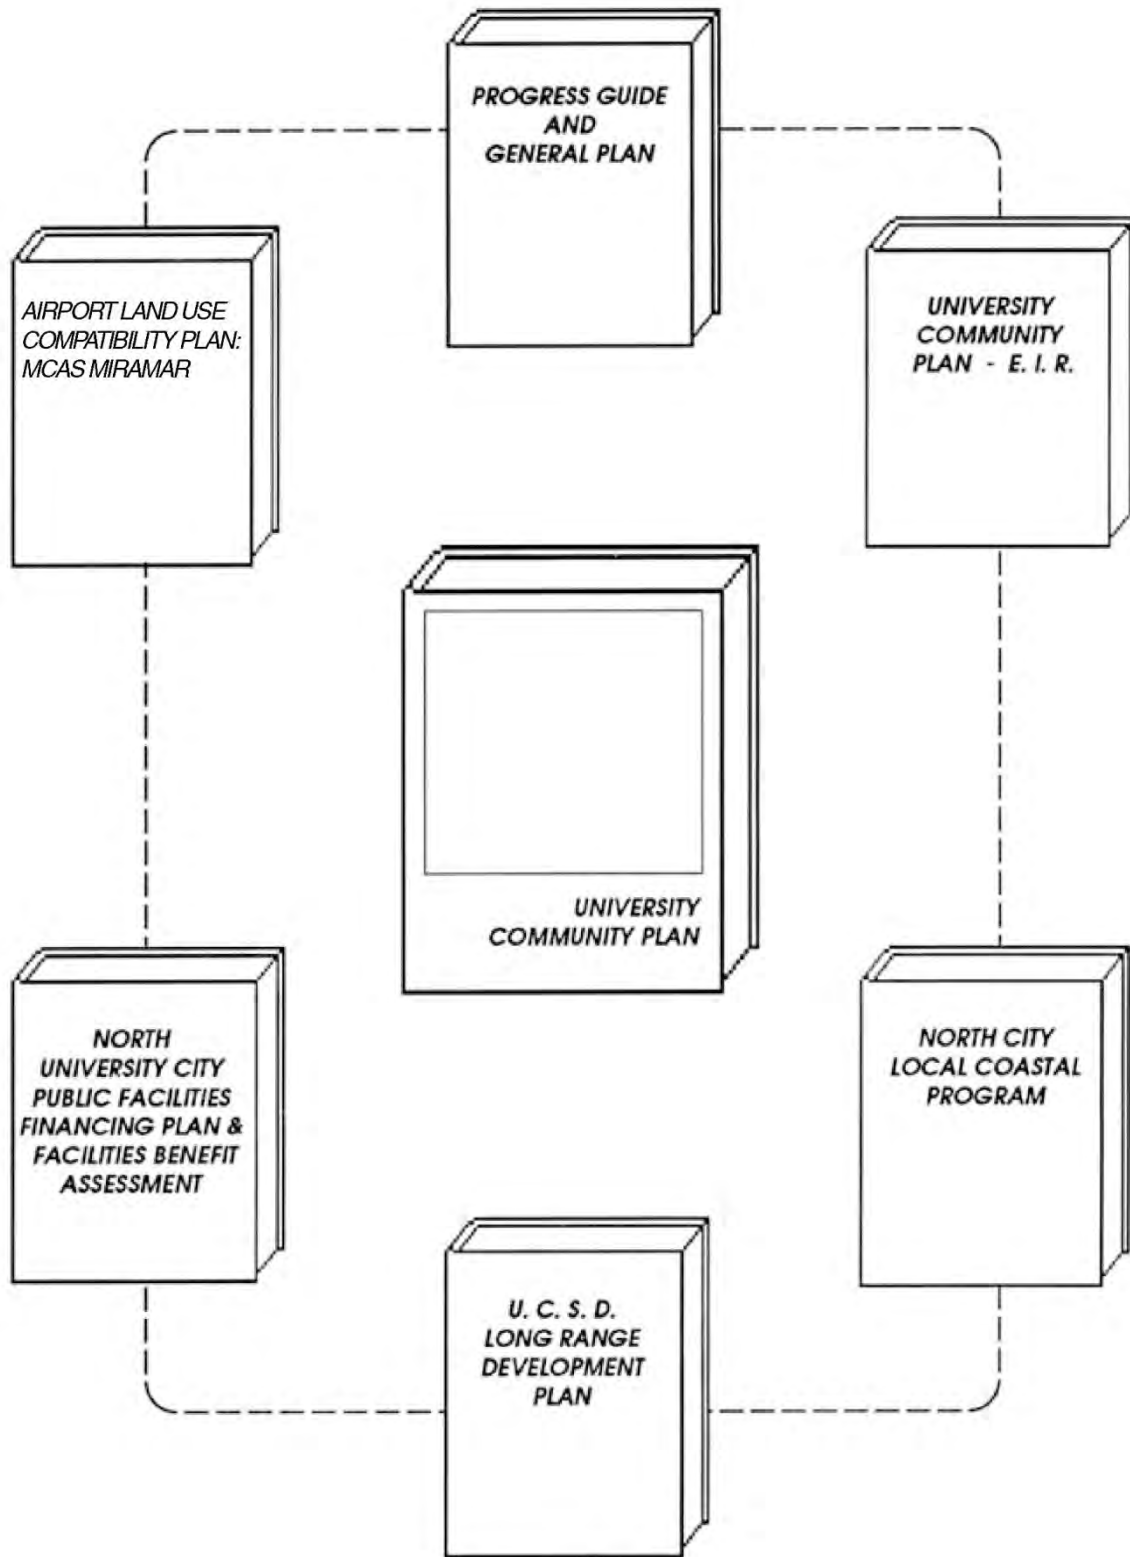 PROGRESS GUIDE
AND
GENERAL PLAN
AIRPORT LAND USE
COMPATIBILITY PLAN:
MCAS MIRAMAR
UNIVERSITY
COMMUNITY
PLAN - E. I. R.
UNIVERSITY
COMMUNITY PLAN
NORTH
UNIVERSITY CITY
PUBLIC FACILITIES
FINANCING PLAN &
FACILITIES BENEFIT
ASSESSMENT
NORTH CITY
LOCAL COASTAL
PROGRAM
U. C. S. D.
LONG RANGE
DEVELOPMENT
PLAN